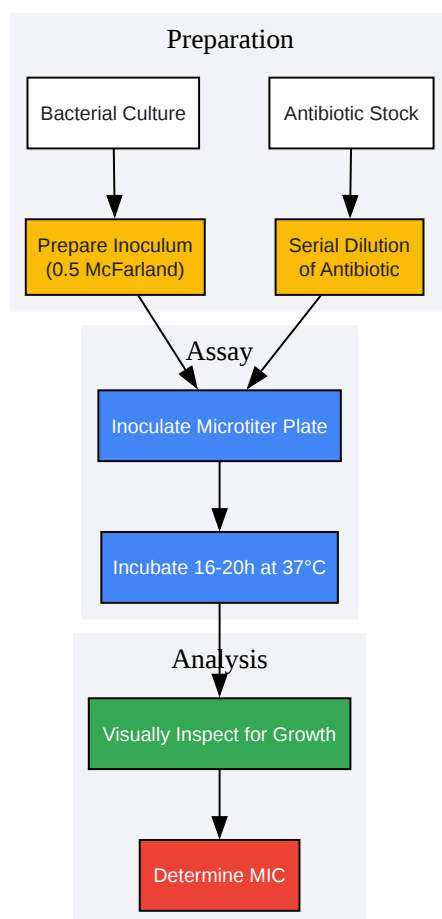 Preparation
Bacterial Culture
Antibiotic Stock
Prepare Inoculum
(0.5 McFarland)
Serial Dilution
of Antibiotic
Assay
Inoculate Microtiter Plate
Incubate 16-20h at 37°C
Analysis
Visually Inspect for Growth
Determine MIC